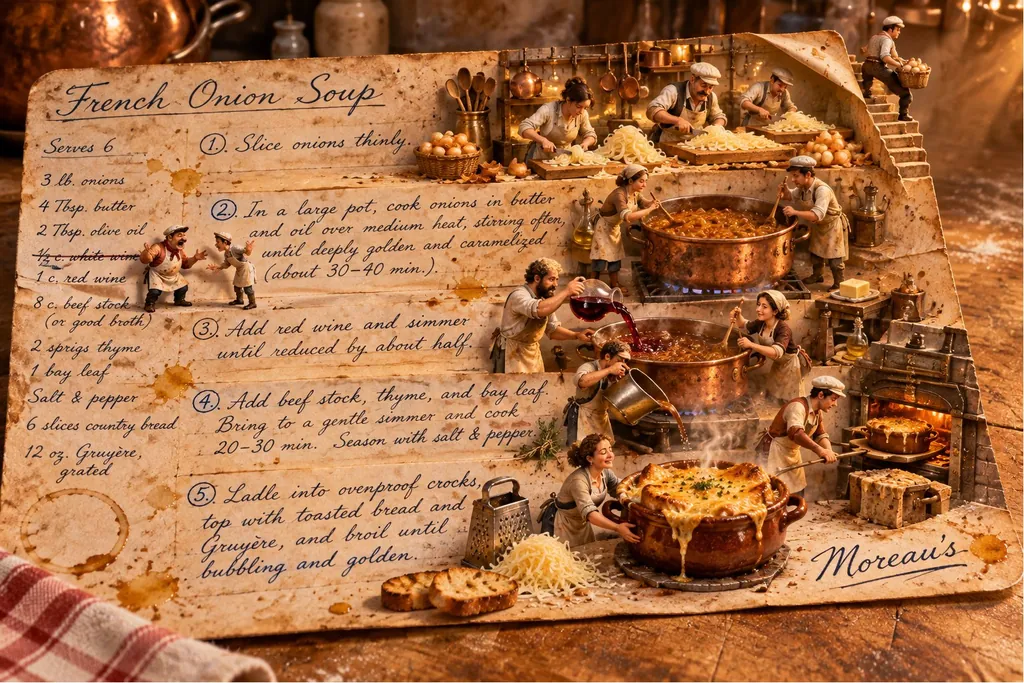 French Onion Soup
Serves 6
3 lb. onions
4 Tbsp. butter
2 Tbsp. olive oil
½ c. white wine
1 c. red wine
8 c. beef stock
(or good broth)
2 sprigs thyme
1 bay leaf
Salt & pepper
6 slices country bread
12 oz. Gruyère,
grated
1. Slice onions thinly.
2. In a large pot, cook onions in butter
and oil over medium heat, stirring often,
until deeply golden and caramelized
(about 30–40 min.).
3. Add red wine and simmer
until reduced by about half.
4. Add beef stock, thyme, and bay leaf.
Bring to a gentle simmer and cook
20–30 min. Season with salt & pepper.
5. Ladle into ovenproof crocks,
top with toasted bread and
Gruyère, and broil until
bubbling and golden.
Moreau's